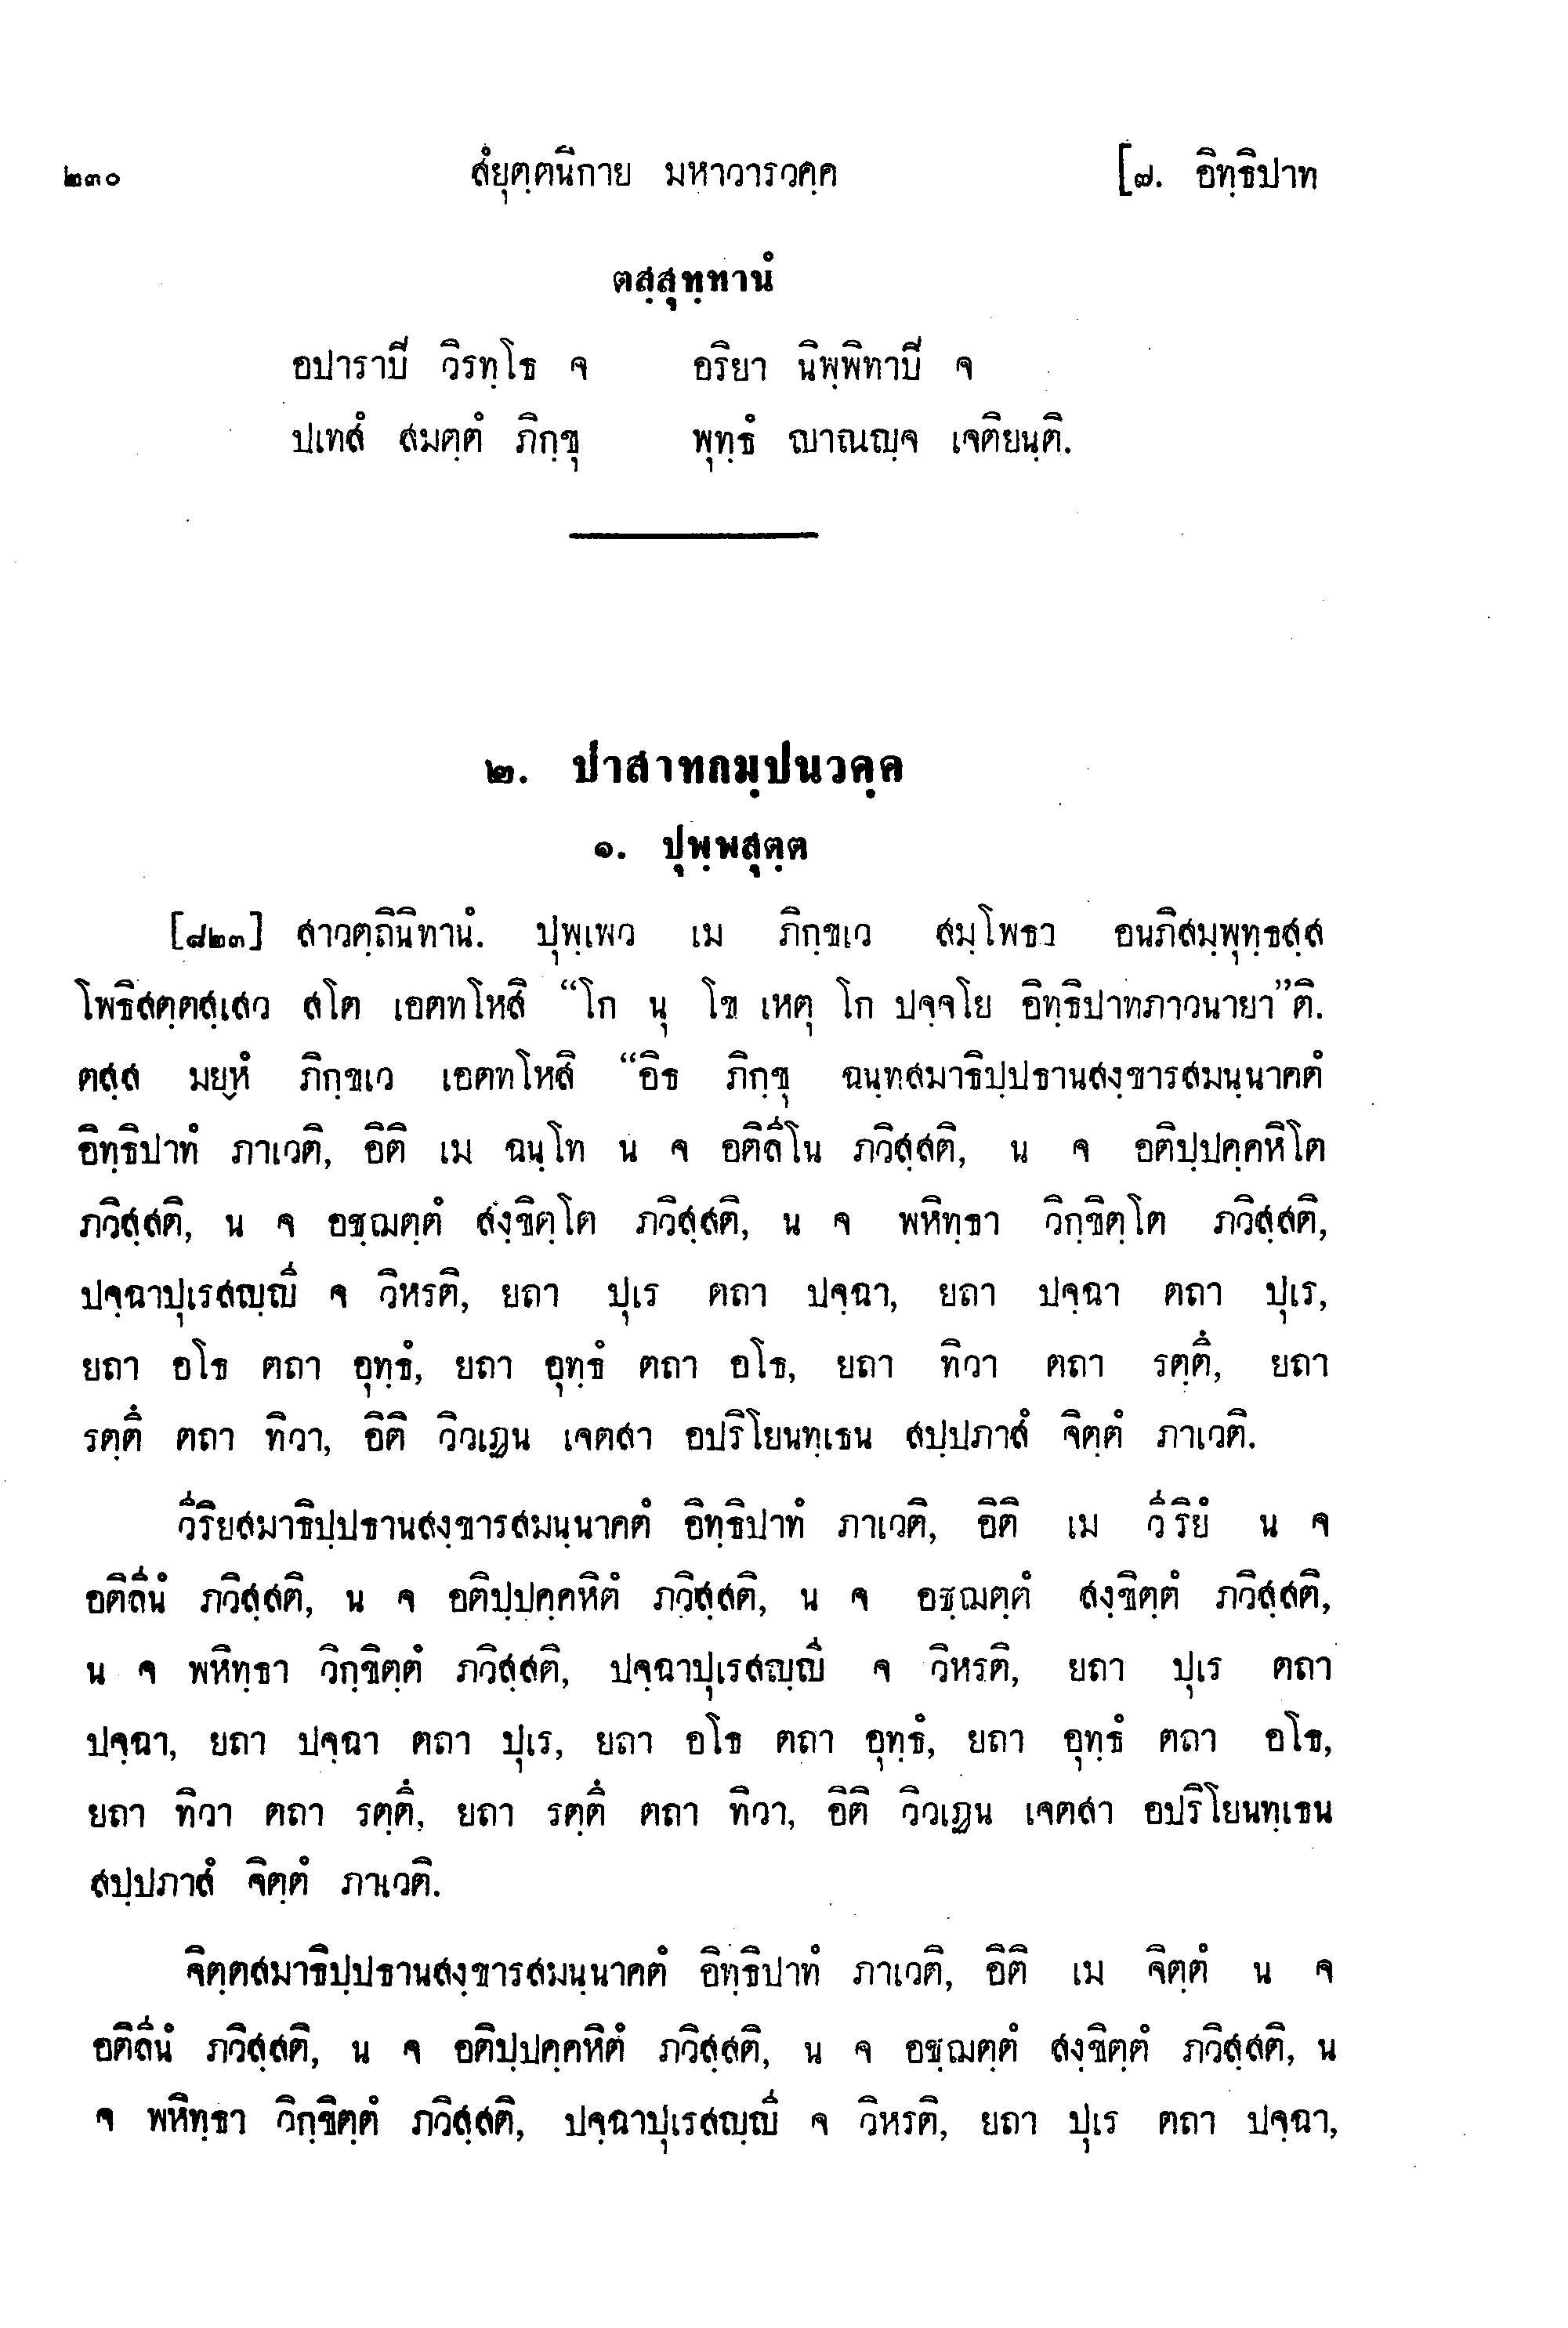 ๒๓๐ สํยุตฺตนิกาย มหาวารวคฺค [๗. อิทฺธิปาท
ตสฺสุทฺทานํ
อปาราปี วิรทฺโธ จ อริยา นิพฺพิทาปี จ
ปเทสํ สมตฺตํ ภิกฺขุ พุทฺธํ ญาณญฺจ เจติยนฺติ.
๒. ปาสาทกมฺปนวคฺค
๑. ปุพฺพสุตฺต
[๘๒๓] สาวตฺถินิทานํ. ปุพฺเพว เม ภิกฺขเว สมฺโพธา อนภิสมฺพุทฺธสฺส
โพธิสตฺตสฺเสว สโต เอตทโหสิ “โก นุ โข เหตุ โก ปจฺจโย อิทฺธิปาทภาวนายา”ติ.
ตสฺส มยฺหํ ภิกฺขเว เอตทโหสิ “อิธ ภิกฺขุ ฉนฺทสมาธิปฺปธานสงฺขารสมนฺนาคตํ
อิทฺธิปาทํ ภาเวติ, อิติ เม ฉนฺโท น จ อติลีโน ภวิสฺสติ, น จ อติปฺปคฺคหิโต
ภวิสฺสติ, น จ อชฺฌตฺตํ สงฺขิตฺโต ภวิสฺสติ, น จ พหิทฺธา วิกฺขิตฺโต ภวิสฺสติ,
ปจฺฉาปุเรสญฺญี จ วิหรติ, ยถา ปุเร ตถา ปจฺฉา, ยถา ปจฺฉา ตถา ปุเร,
ยถา อโธ ตถา อุทฺธํ, ยถา อุทฺธํ ตถา อโธ, ยถา ทิวา ตถา รตฺตึ, ยถา
รตฺตึ ตถา ทิวา, อิติ วิวเฏน เจตสา อปริโยนทฺเธน สปฺปภาสํ จิตฺตํ ภาเวติ.
วีริยสมาธิปฺปธานสงฺขารสมนฺนาคตํ อิทฺธิปาทํ ภาเวติ, อิติ เม วีริยํ น จ
อติลีนํ ภวิสฺสติ, น จ อติปฺปคฺคหิตํ ภวิสฺสติ, น จ อชฺฌตฺตํ สงฺขิตฺตํ ภวิสฺสติ,
น จ พหิทฺธา วิกฺขิตฺตํ ภวิสฺสติ, ปจฺฉาปุเรสญฺญี จ วิหรติ, ยถา ปุเร ตถา
ปจฺฉา, ยถา ปจฺฉา ตถา ปุเร, ยถา อโธ ตถา อุทฺธํ, ยถา อุทฺธํ ตถา อโธ,
ยถา ทิวา ตถา รตฺตึ, ยถา รตฺตึ ตถา ทิวา, อิติ วิวเฏน เจตสา อปริโยนทฺเธน
สปฺปภาสํ จิตฺตํ ภาเวติ.
จิตฺตสมาธิปฺปธานสงฺขารสมนฺนาคตํ อิทฺธิปาทํ ภาเวติ, อิติ เม จิตฺตํ น จ
อติลีนํ ภวิสฺสติ, น จ อติปฺปคฺคหิตํ ภวิสฺสติ, น จ อชฺฌตฺตํ สงฺขิตฺตํ ภวิสฺสติ, น
จ พหิทฺธา วิกฺขิตฺตํ ภวิสฺสติ, ปจฺฉาปุเรสญฺญี จ วิหรติ, ยถา ปุเร ตถา ปจฺฉา,